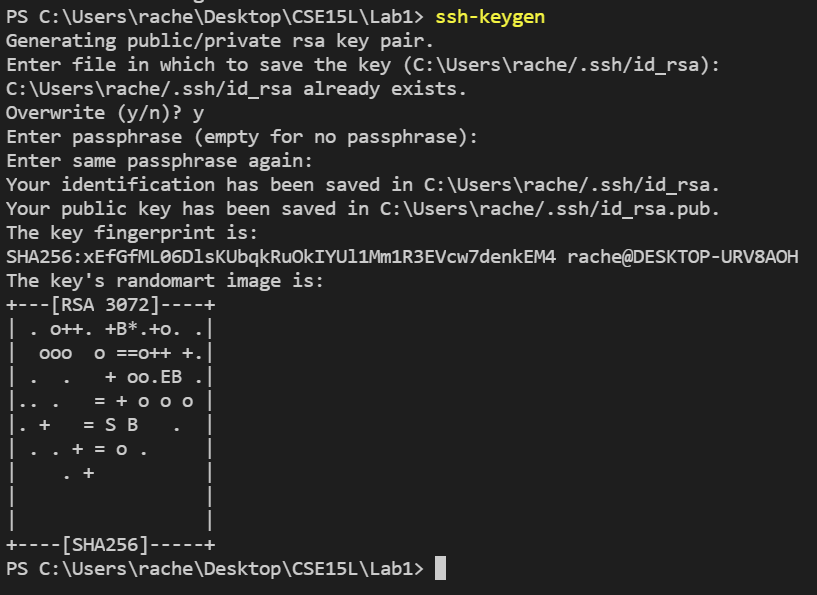 PS C:\Users\rache\Desktop\CSE15L\Lab1> ssh-keygen
Generating public/private rsa key pair.
Enter file in which to save the key (C:\Users\rache/.ssh/id_rsa):
C:\Users\rache/.ssh/id_rsa already exists.
Overwrite (y/n)? y
Enter passphrase (empty for no passphrase):
Enter same passphrase again:
Your identification has been saved in C:\Users\rache/.ssh/id_rsa.
Your public key has been saved in C:\Users\rache/.ssh/id_rsa.pub.
The key fingerprint is:
SHA256:xEfGfML06DlsKUbqkRuOkIYUl1Mm1R3EVcw7denkEM4 rache@DESKTOP-URV8AOH
The key's randomart image is:
+---[RSA 3072]----+
| . o++. +B*.+o. .|
|  ooo  o ==o++ +.|
| .  .   + oo.EB .|
|.. .   = + o o o |
|. +   = S B   .  |
| . . + = o .     |
|    . +          |
|                 |
|                 |
+----[SHA256]-----+
PS C:\Users\rache\Desktop\CSE15L\Lab1>